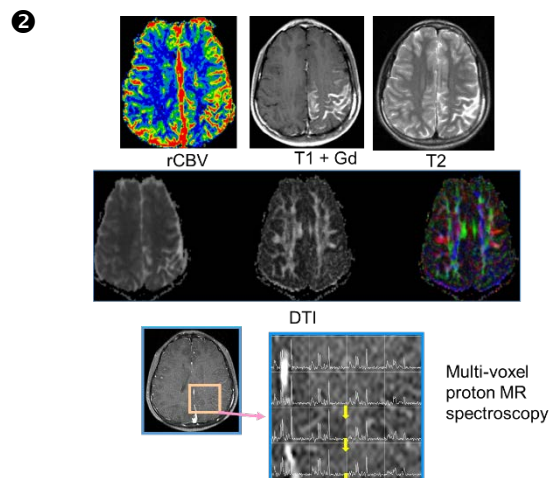 ❷
rCBV
T1 + Gd
T2
DTI
Multi-voxel
proton MR
spectroscopy